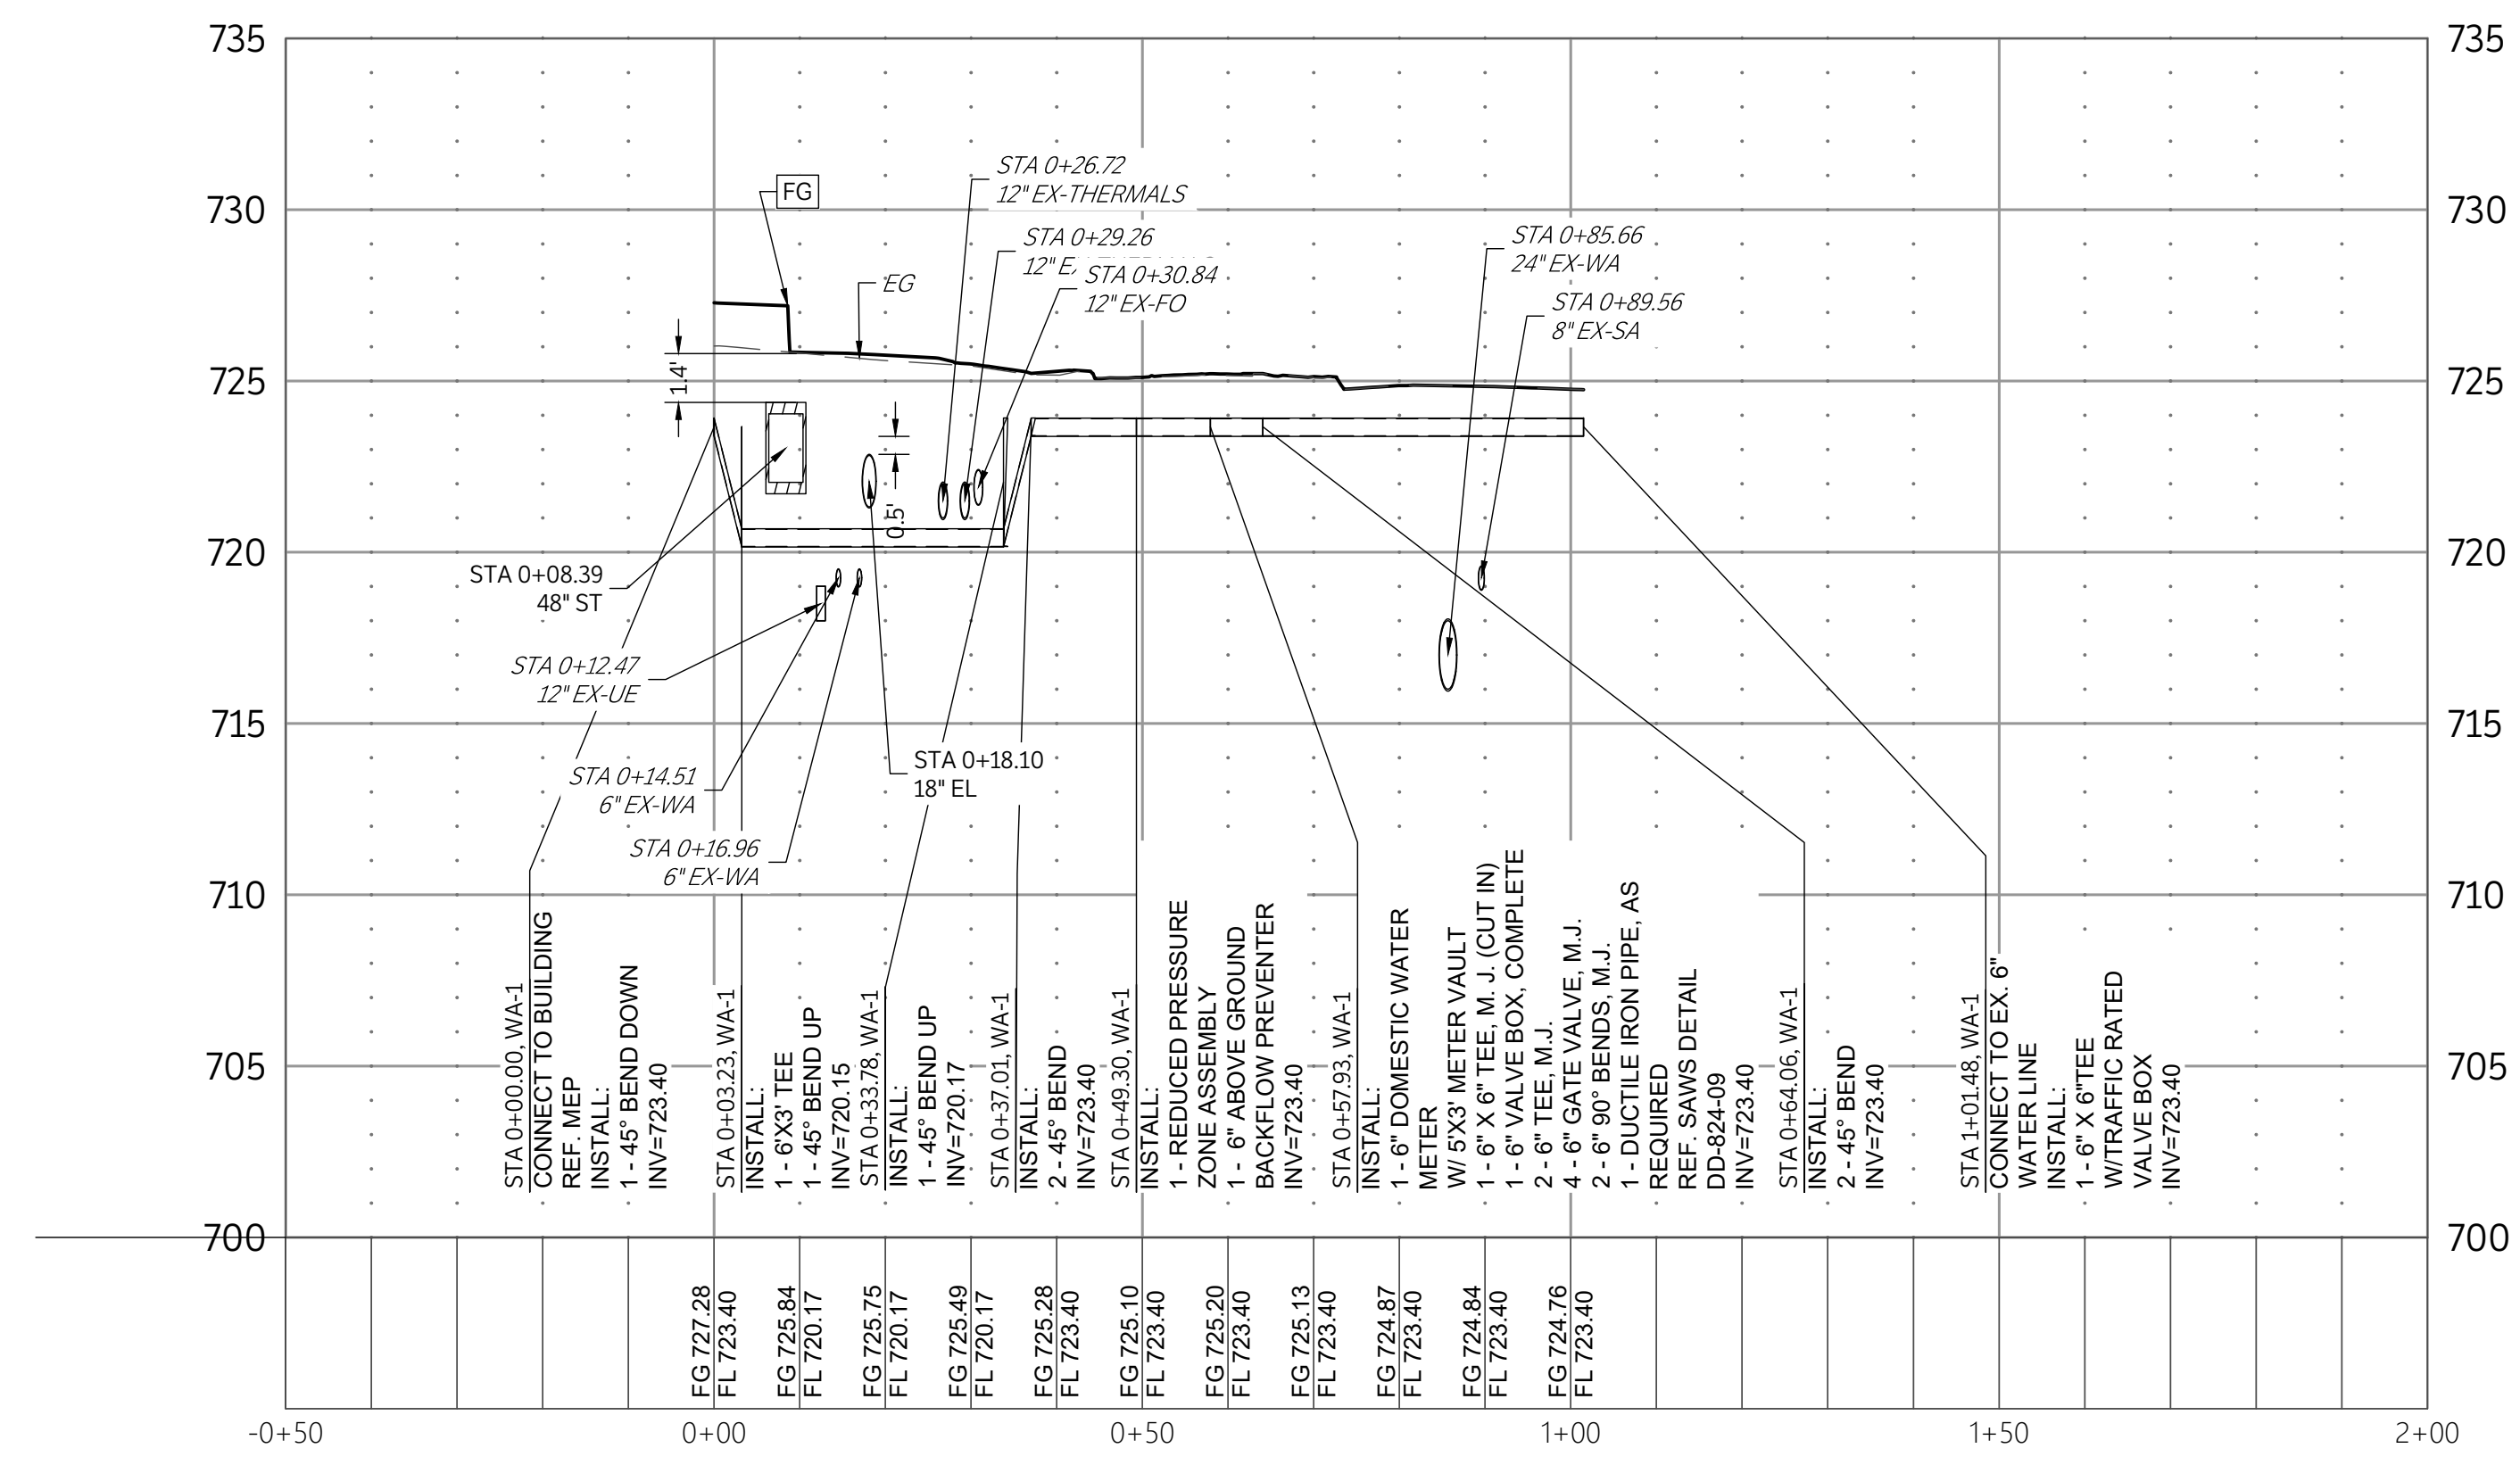 735
735
730
730
725
725
720
720
715
715
710
710
705
705
700
700
FG
EG
STA 0+26.72
12" EX-THERMALS
STA 0+29.26
12"
STA 0+30.84
12" EX-FO
STA 0+85.66
24" EX-WA
STA 0+89.56
8" EX-SA
1.4'
0.5'
STA 0+08.39
48" ST
STA 0+12.47
12" EX-UE
STA 0+14.51
6" EX-WA
STA 0+16.96
6" EX-WA
STA 0+18.10
18" EL
STA 0+00.00, WA-1
CONNECT TO BUILDING
REF. MEP
INSTALL:
1 - 45° BEND DOWN
INV=723.40
STA 0+03.23, WA-1
INSTALL:
1 - 6'X3' TEE
1 - 45° BEND UP
INV=720.15
STA 0+33.78, WA-1
INSTALL:
1 - 45° BEND UP
INV=720.17
STA 0+37.01, WA-1
INSTALL:
2 - 45° BEND
INV=723.40
STA 0+49.30, WA-1
INSTALL:
1 - REDUCED PRESSURE
ZONE ASSEMBLY
1 - 6" ABOVE GROUND
BACKFLOW PREVENTER
INV=723.40
STA 0+57.93, WA-1
INSTALL:
1 - 6" DOMESTIC WATER
METER
W/ 5'X3' METER VAULT
1 - 6" X 6" TEE, M. J. (CUT IN)
1 - 6" VALVE BOX, COMPLETE
2 - 6" TEE, M.J.
4 - 6" GATE VALVE, M.J.
2 - 6" 90° BENDS, M.J.
1 - DUCTILE IRON PIPE, AS
REQUIRED
REF. SAWS DETAIL
DD-824-09
INV=723.40
STA 0+64.06, WA-1
INSTALL:
2 - 45° BEND
INV=723.40
STA 1+01.48, WA-1
CONNECT TO EX. 6"
WATER LINE
INSTALL:
1 - 6" X 6"TEE
W/TRAFFIC RATED
VALVE BOX
INV=723.40
FG 727.28
FL 723.40
FG 725.84
FL 720.17
FG 725.75
FL 720.17
FG 725.49
FL 720.17
FG 725.28
FL 723.40
FG 725.10
FL 723.40
FG 725.20
FL 723.40
FG 725.13
FL 723.40
FG 724.87
FL 723.40
FG 724.84
FL 723.40
FG 724.76
FL 723.40
-0+50
0+00
0+50
1+00
1+50
2+00